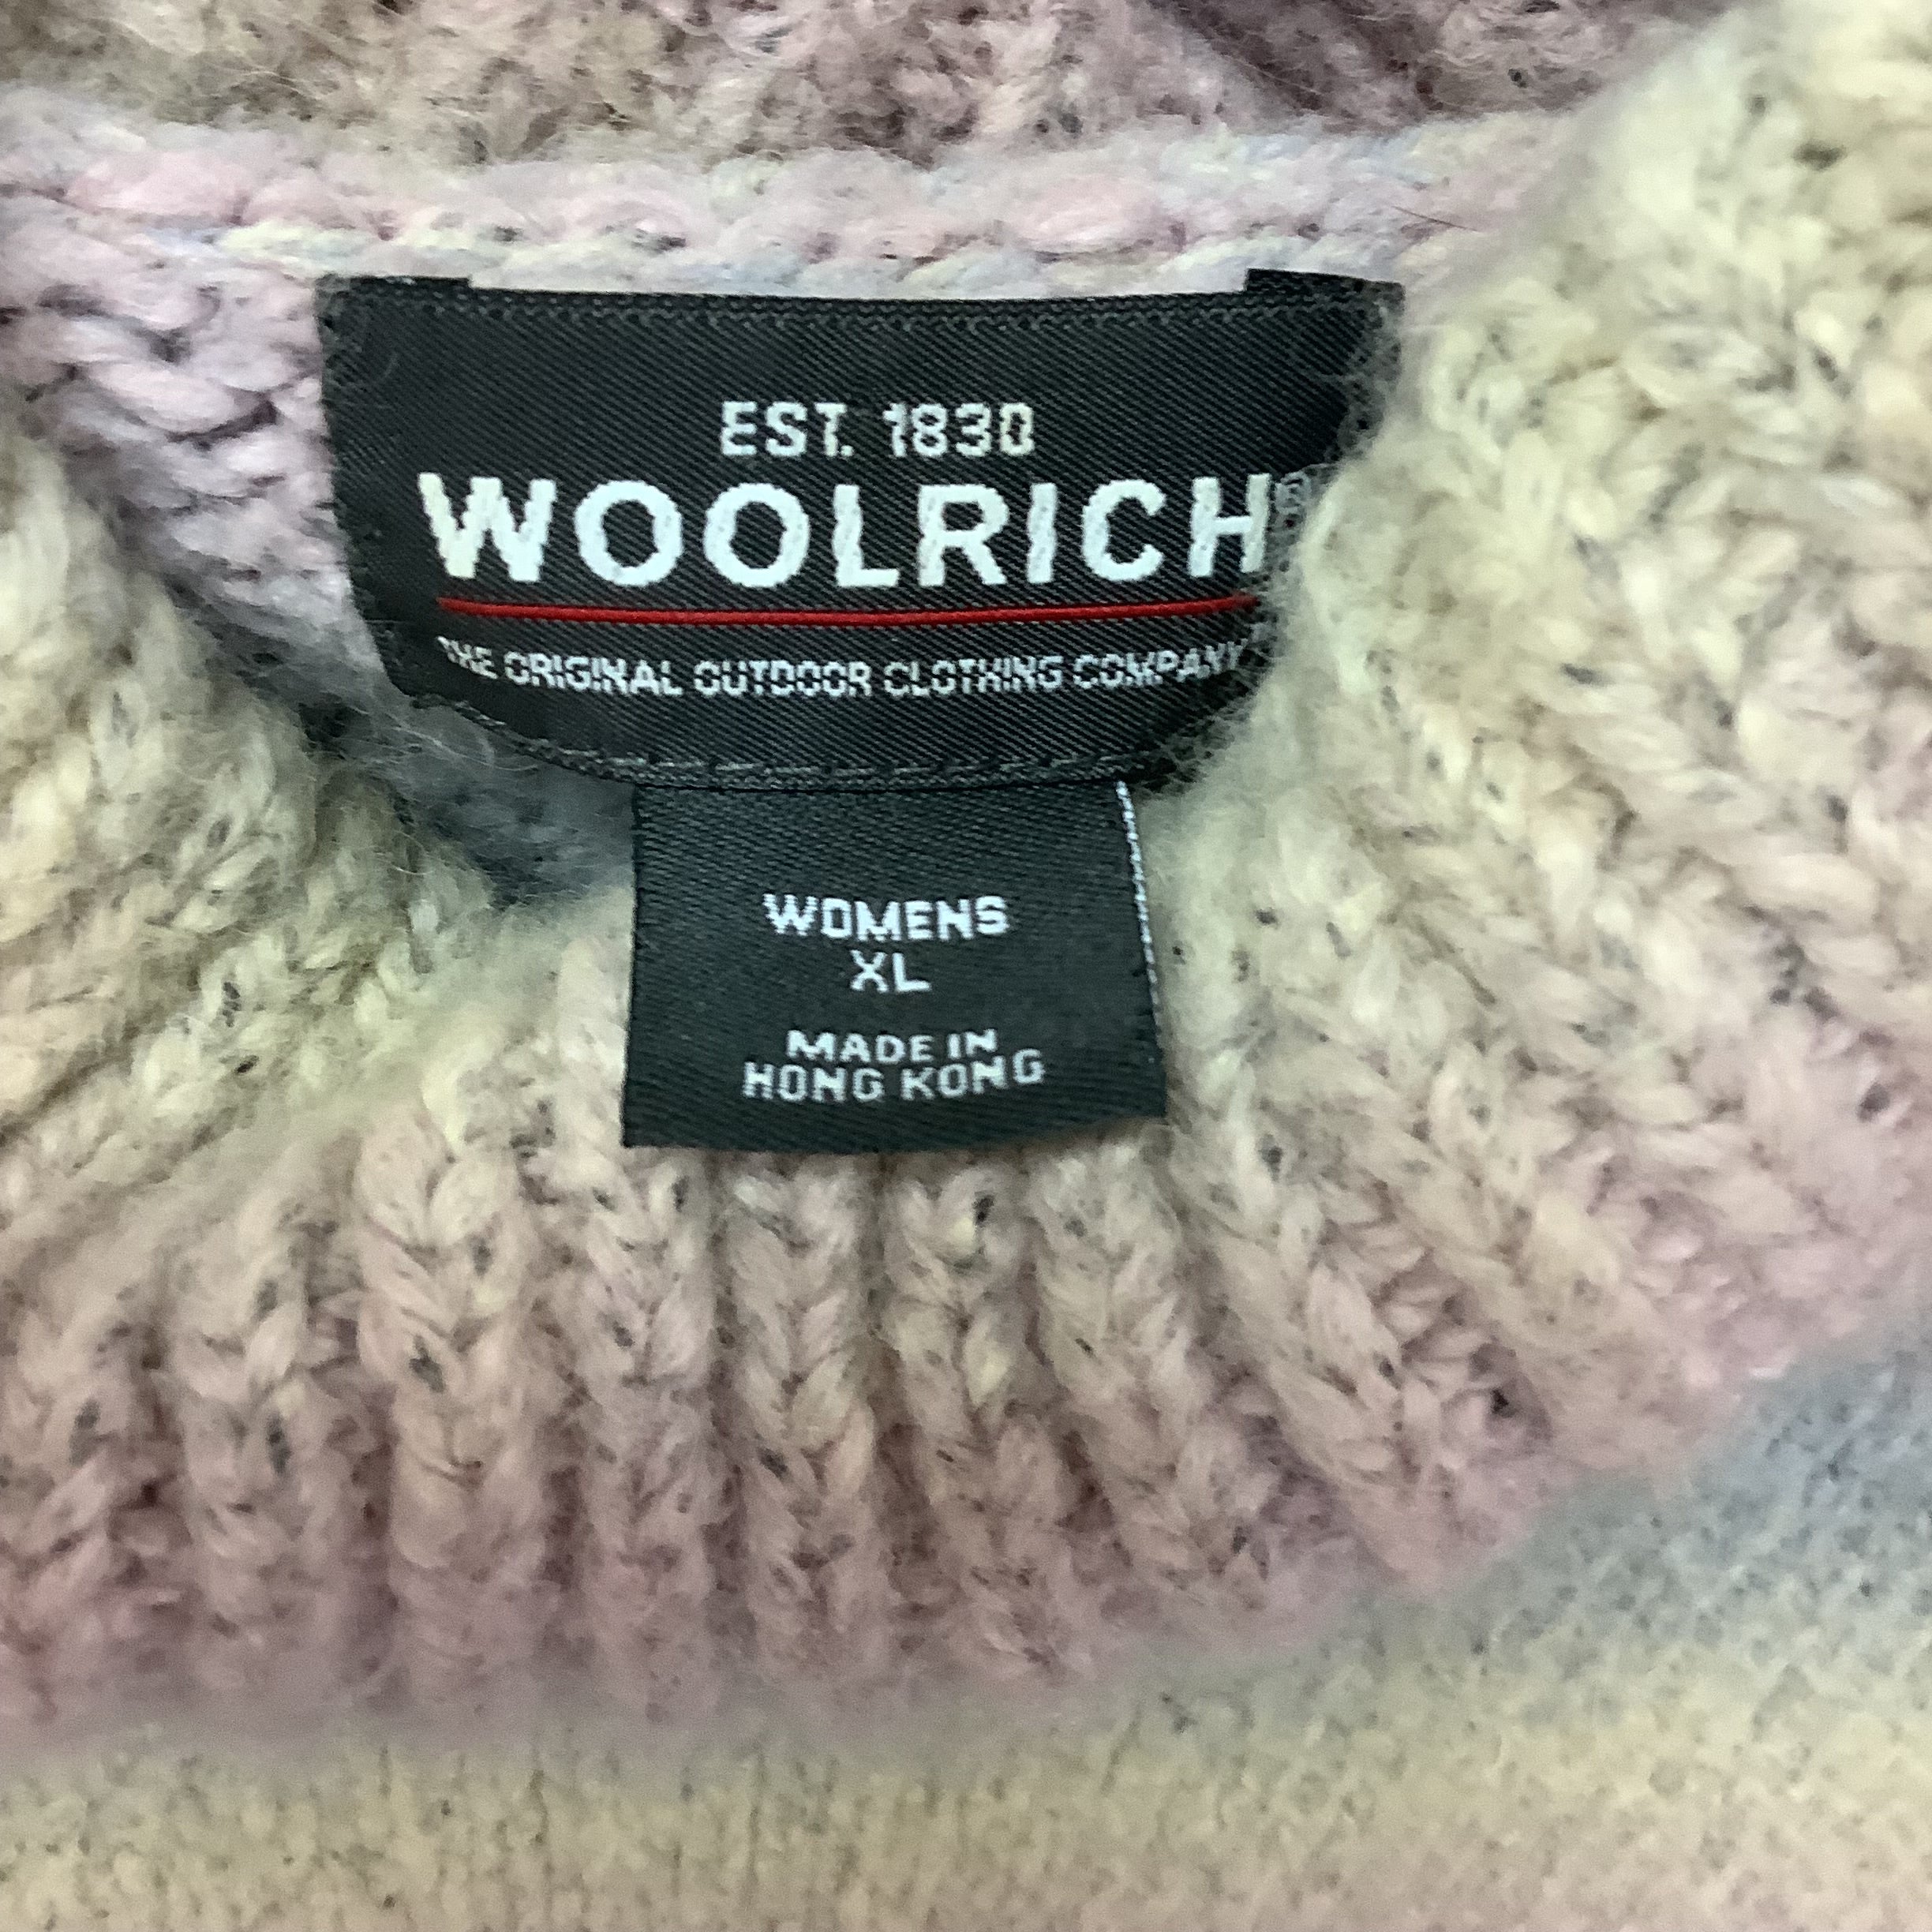 EST. 1830
WOOLRICH®
THE ORIGINAL OUTDOOR CLOTHING COMPANY
WOMENS
XL
MADE IN
HONG KONG